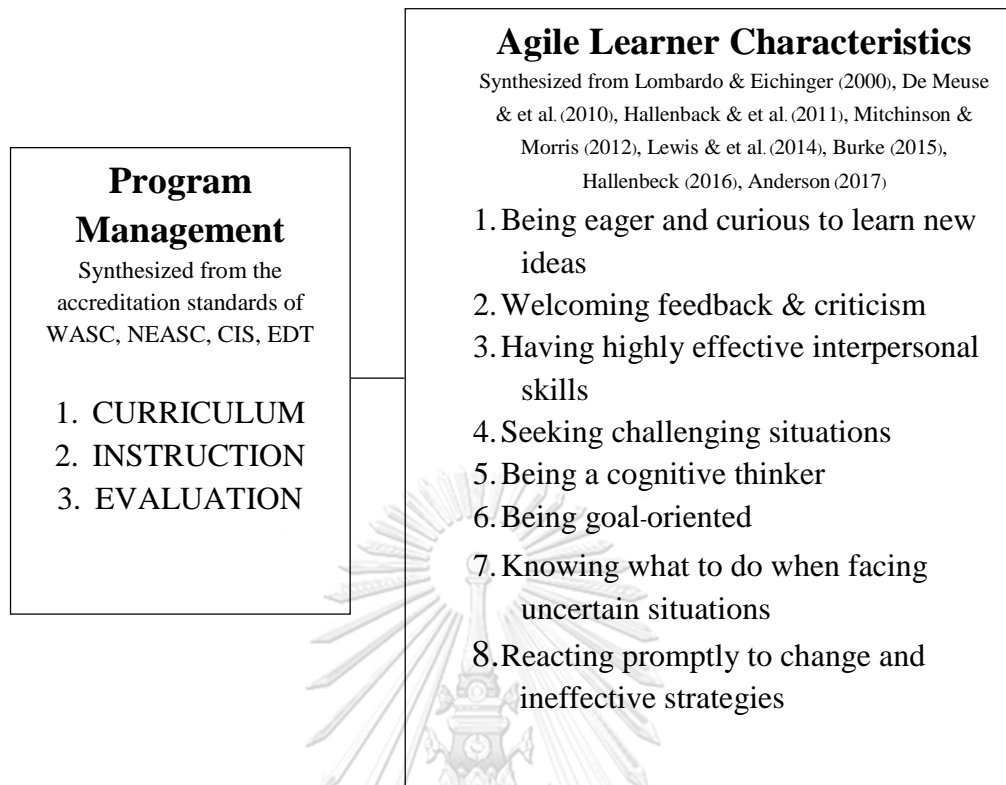 Program
Management
Synthesized from the
accreditation standards of
WASC, NEASC, CIS, EDT
1. CURRICULUM
2. INSTRUCTION
3. EVALUATION
Agile Learner Characteristics
Synthesized from Lombardo & Eichinger (2000), De Meuse
& et al. (2010), Hallenback & et al. (2011), Mitchinson &
Morris (2012), Lewis & et al. (2014), Burke (2015),
Hallenbeck (2016), Anderson (2017)
1. Being eager and curious to learn new
ideas
2. Welcoming feedback & criticism
3. Having highly effective interpersonal
skills
4. Seeking challenging situations
5. Being a cognitive thinker
6. Being goal-oriented
7. Knowing what to do when facing
uncertain situations
8. Reacting promptly to change and
ineffective strategies